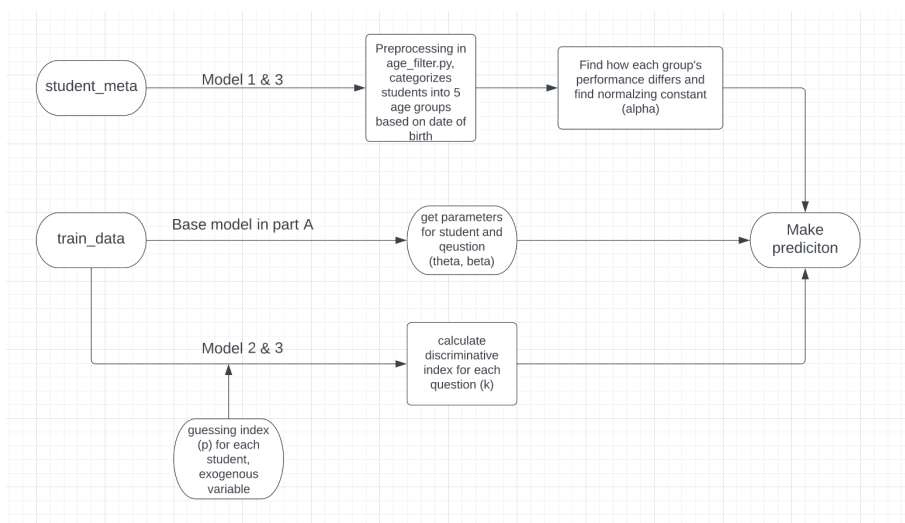 student_meta
Model 1 & 3
Preprocessing in
age_filter.py,
categorizes
students into 5
age groups
based on date of
birth
Find how each group's
performance differs and
find normalzing constant
(alpha)
train_data
Base model in part A
get parameters
for student and
qeustion
(theta, beta)
Make
prediciton
Model 2 & 3
calculate
discriminative
index for each
question (k)
guessing index
(p) for each
student,
exogenous
variable